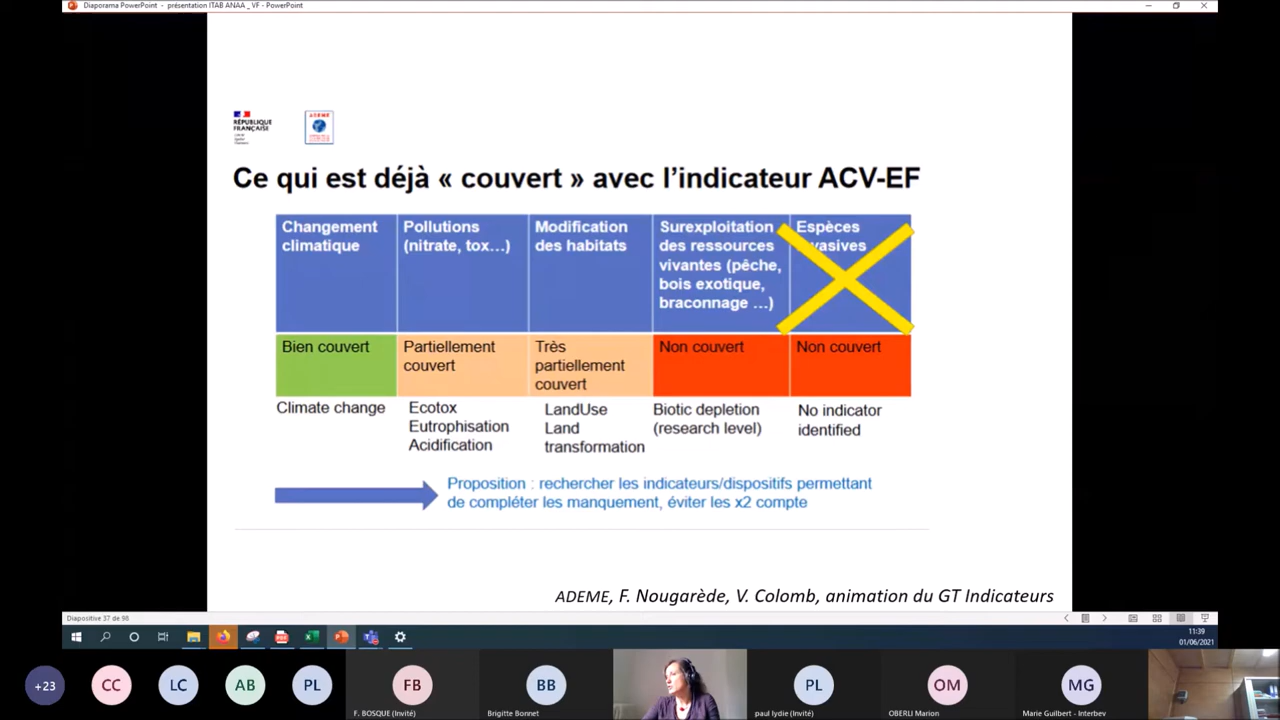 Diaporama PowerPoint - présentation ITAB ANAA _ VF - PowerPoint
RÉPUBLIQUE
FRANÇAISE
ADEME
Ce qui est déjà « couvert » avec l'indicateur ACV-EF
Changement
climatique
Pollutions
(nitrate, tox…)
Modification
des habitats
Surexploitation
des ressources
vivantes (pêche,
bois exotique,
braconnage …)
Espèces
Bien couvert
Partiellement
couvert
Très
partiellement
couvert
Non couvert
Non couvert
Climate change
Ecotox
Eutrophisation
Acidification
LandUse
Land
transformation
Biotic depletion
(research level)
No indicator
identified
Proposition : rechercher les indicateurs/dispositifs permettant
de compléter les manquement, éviter les x2 compte
ADEME, F. Nougarède, V. Colomb, animation du GT Indicateurs
Diapositive 37 de 98
11:39
01/06/2021
+23
CC
LC
AB
PL
FB
F. BOSQUE (Invité)
BB
Brigitte Bonnet
PL
paul lydie (Invité)
OM
OBERLI Marion
MG
Marie Guilbert - Interbev